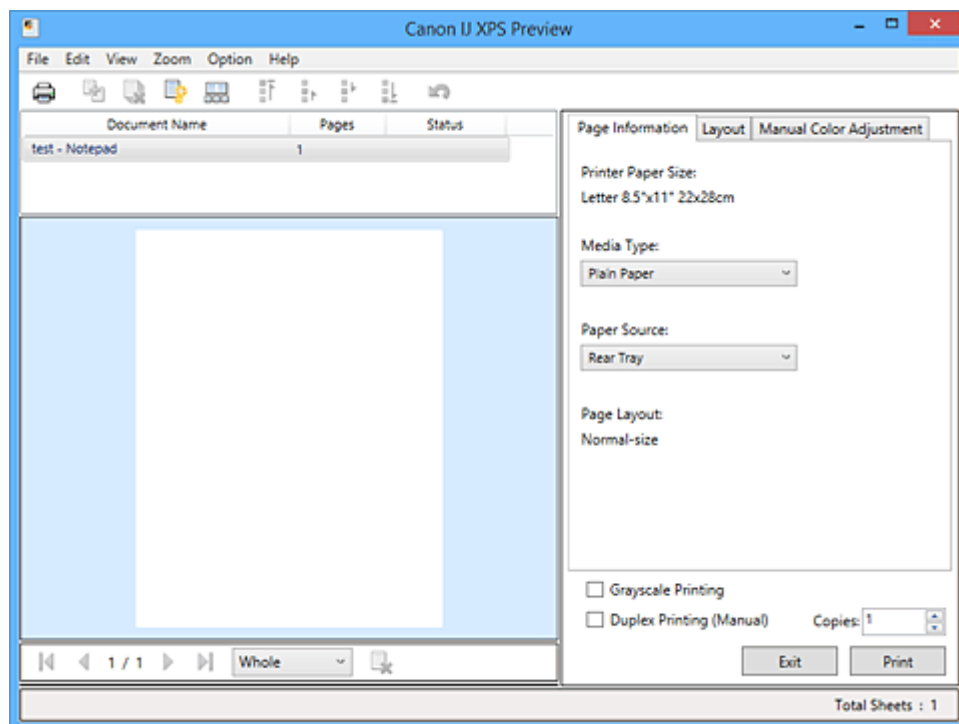 Canon IJ XPS Preview
File Edit View Zoom Option Help
Document Name Pages Status
test - Notepad 1
Page Information Layout Manual Color Adjustment
Printer Paper Size:
Letter 8.5"x11" 22x28cm
Media Type:
Plain Paper
Paper Source:
Rear Tray
Page Layout:
Normal-size
Grayscale Printing
Duplex Printing (Manual) Copies: 1
1 / 1 Whole
Exit Print
Total Sheets : 1